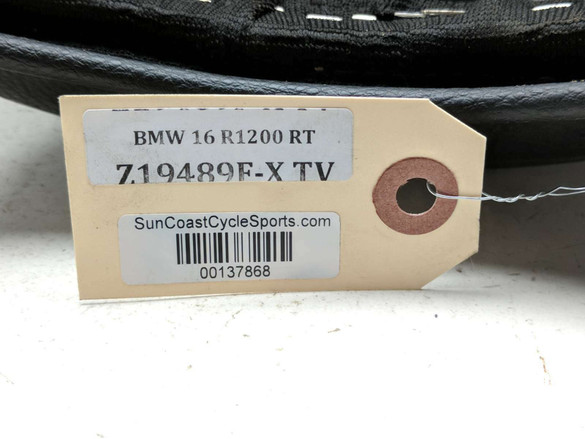 BMW 16 R1200 RT
Z19489F-X TV
SunCoastCycleSports.com
00137868